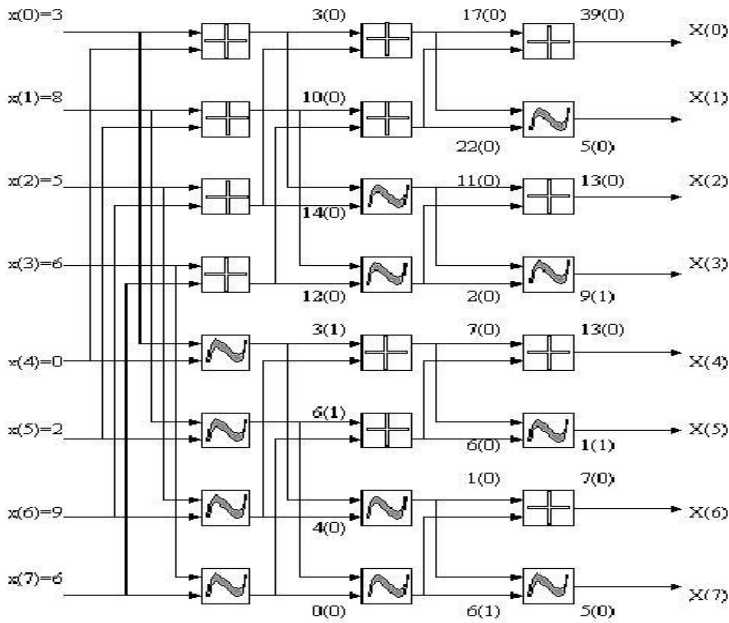 x(0)=3 3(0) 17(0) 39(0) X(0)
x(1)=8 10(0) X(1)
22(0) 5(0)
x(2)=5 11(0) 13(0) X(2)
14(0)
x(3)=6 X(3)
12(0) 2(0) 9(1)
3(1) 7(0) 13(0)
x(4)=0 X(4)
6(1)
x(5)=2 6(0) 1(1) X(5)
1(0) 7(0)
x(6)=9 X(6)
4(0)
x(7)=6 X(7)
0(0) 6(1) 5(0)